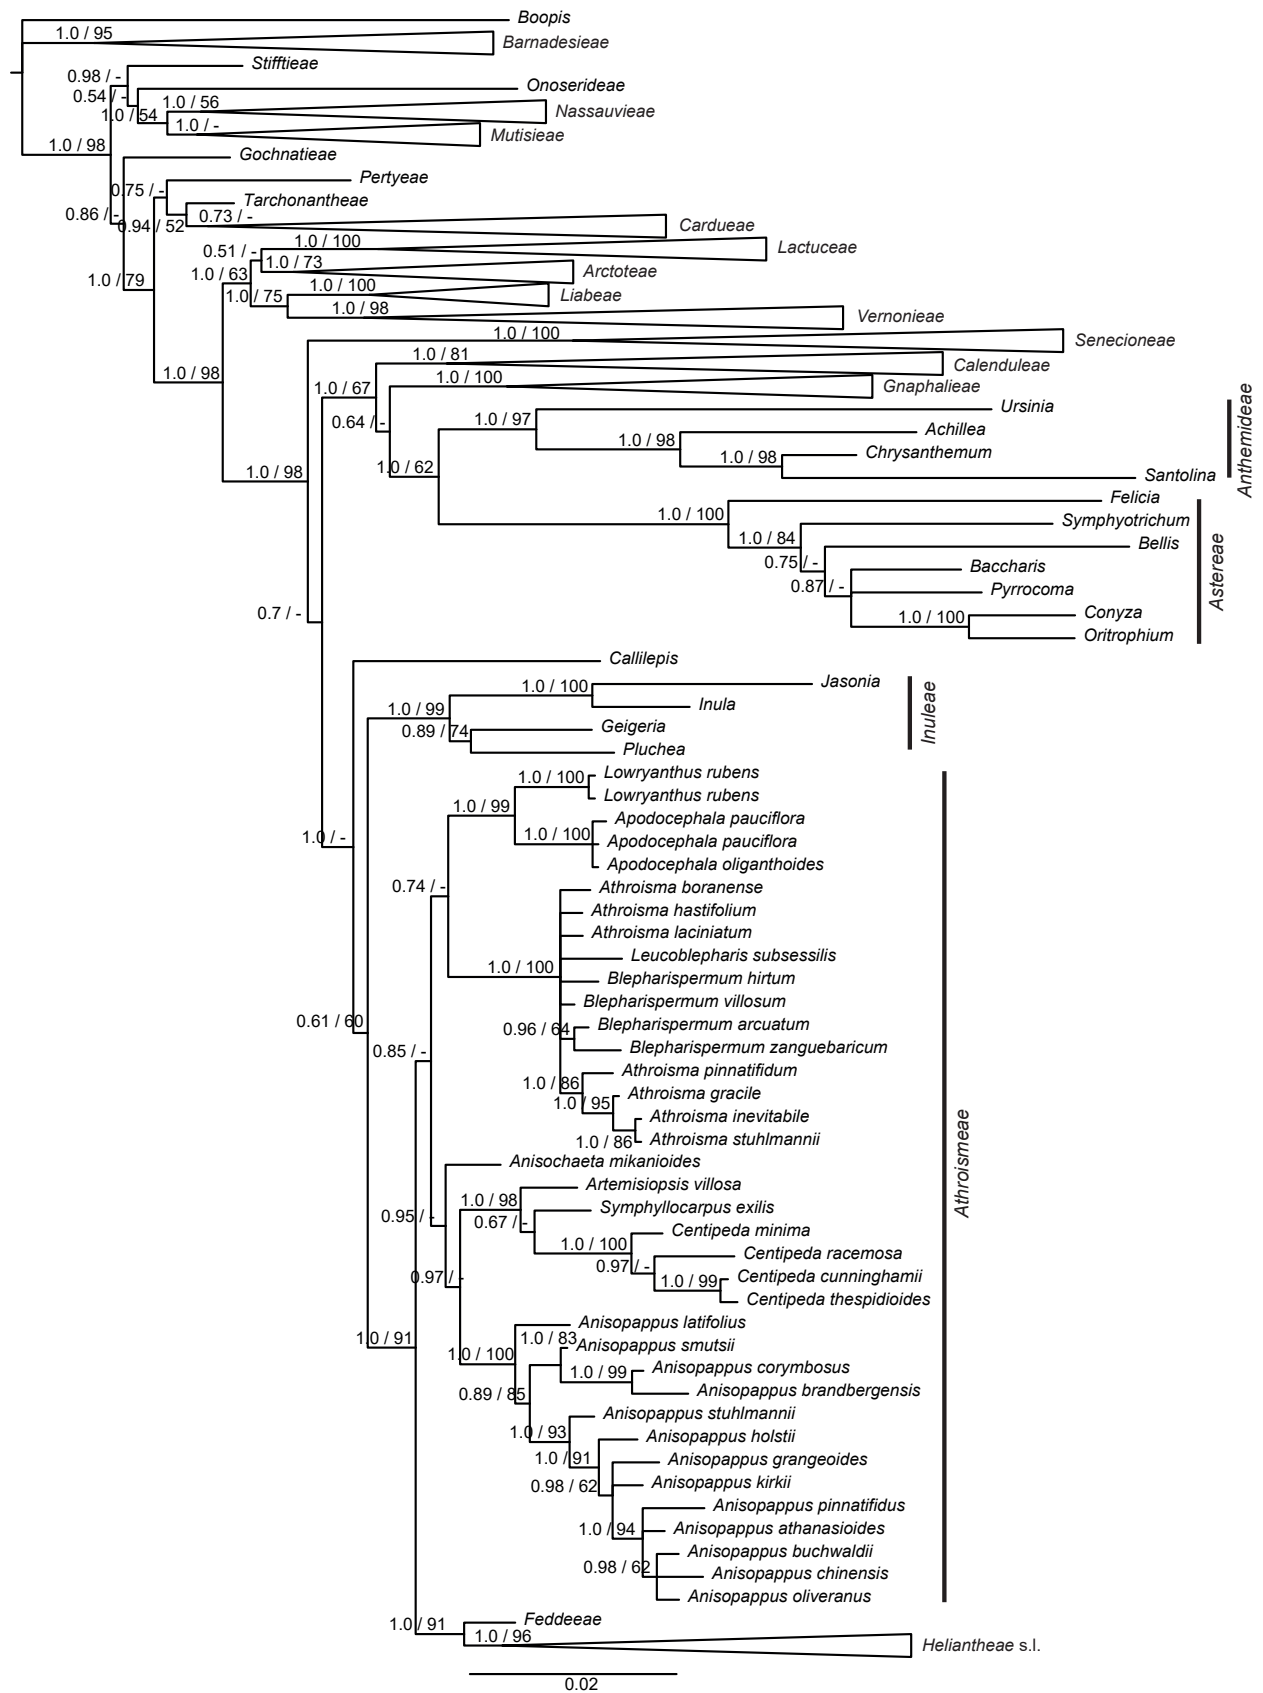 Boopis
1.0 / 95
Barnadesieae
Stifftieae
0.98 / -
Onoserideae
0.54 / -
1.0 / 56
Nassauvieae
1.0 / 54
1.0 / -
Mutisieae
1.0 / 98
Gochnatieae
Pertyeae
0.75 / -
Tarchonantheae
0.86 / -
0.94 / 52
0.73 / -
Cardueae
1.0 / 100
Lactuceae
0.51 / -
1.0 / 73
Arctoteae
1.0 / 63
1.0 / 79
1.0 / 100
Liabeae
1.0 / 75
1.0 / 98
Vernonieae
1.0 / 100
Senecioneae
1.0 / 81
Calenduleae
1.0 / 98
1.0 / 67
1.0 / 100
Gnaphalieae
Ursinia
0.64 / -
1.0 / 97
Achillea
1.0 / 98
Chrysanthemum
1.0 / 98
1.0 / 98
1.0 / 62
Santolina
Anthemideae
Felicia
1.0 / 100
Symphyotrichum
1.0 / 84
Bellis
0.75 / -
Baccharis
0.87 / -
Pyrrocoma
Conyza
1.0 / 100
Oritrophium
Astereae
0.7 / -
Callilepis
Jasonia
1.0 / 100
Inula
1.0 / 99
Geigeria
0.89 / 74
Pluchea
Inuleae
Lowryanthus rubens
1.0 / 100
Lowryanthus rubens
1.0 / 99
Apodocephala pauciflora
1.0 / 100
Apodocephala pauciflora
1.0 / -
Apodocephala oliganthoides
0.74 / -
Athroisma boranense
Athroisma hastifolium
Athroisma laciniatum
Leucoblepharis subsessilis
1.0 / 100
Blepharispermum hirtum
Blepharispermum villosum
0.61 / 60
Blepharispermum arcuatum
0.96 / 64
Blepharispermum zanguebaricum
0.85 / -
Athroisma pinnatifidum
1.0 / 86
Athroisma gracile
1.0 / 95
Athroisma inevitabile
1.0 / 86
Athroisma stuhlmannii
Anisochaeta mikanioides
Artemisiopsis villosa
1.0 / 98
Symphyllocarpus exilis
0.95 / -
0.67 / -
Centipeda minima
1.0 / 100
Centipeda racemosa
0.97 / -
0.97 / -
Centipeda cunninghamii
1.0 / 99
Centipeda thespidioides
Anisopappus latifolius
1.0 / 91
1.0 / 83
Anisopappus smutsii
1.0 / 100
Anisopappus corymbosus
1.0 / 99
Anisopappus brandbergensis
0.89 / 85
Anisopappus stuhlmannii
1.0 / 93
Anisopappus holstii
1.0 / 91
Anisopappus grangeoides
0.98 / 62
Anisopappus kirkii
Anisopappus pinnatifidus
1.0 / 94
Anisopappus athanasioides
Anisopappus buchwaldii
0.98 / 62
Anisopappus chinensis
Anisopappus oliveranus
Athroismeae
Feddeeae
1.0 / 91
1.0 / 96
Heliantheae s.l.
0.02